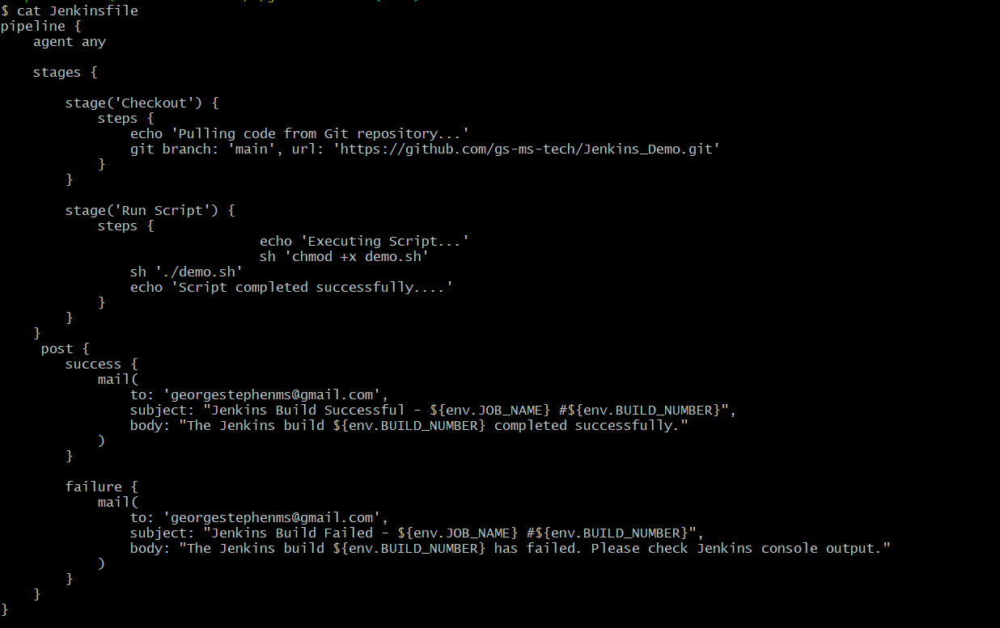 $ cat Jenkinsfile
pipeline {
    agent any

    stages {

        stage('Checkout') {
            steps {
                echo 'Pulling code from Git repository...'
                git branch: 'main', url: 'https://github.com/gs-ms-tech/Jenkins_Demo.git'
            }
        }

        stage('Run Script') {
            steps {
                                echo 'Executing Script...'
                                sh 'chmod +x demo.sh'
                sh './demo.sh'
                echo 'Script completed successfully....'
            }
        }
    }
     post {
        success {
            mail(
                to: 'georgestephenms@gmail.com',
                subject: "Jenkins Build Successful - ${env.JOB_NAME} #${env.BUILD_NUMBER}",
                body: "The Jenkins build ${env.BUILD_NUMBER} completed successfully."
            )
        }

        failure {
            mail(
                to: 'georgestephenms@gmail.com',
                subject: "Jenkins Build Failed - ${env.JOB_NAME} #${env.BUILD_NUMBER}",
                body: "The Jenkins build ${env.BUILD_NUMBER} has failed. Please check Jenkins console output."
            )
        }
    }
}